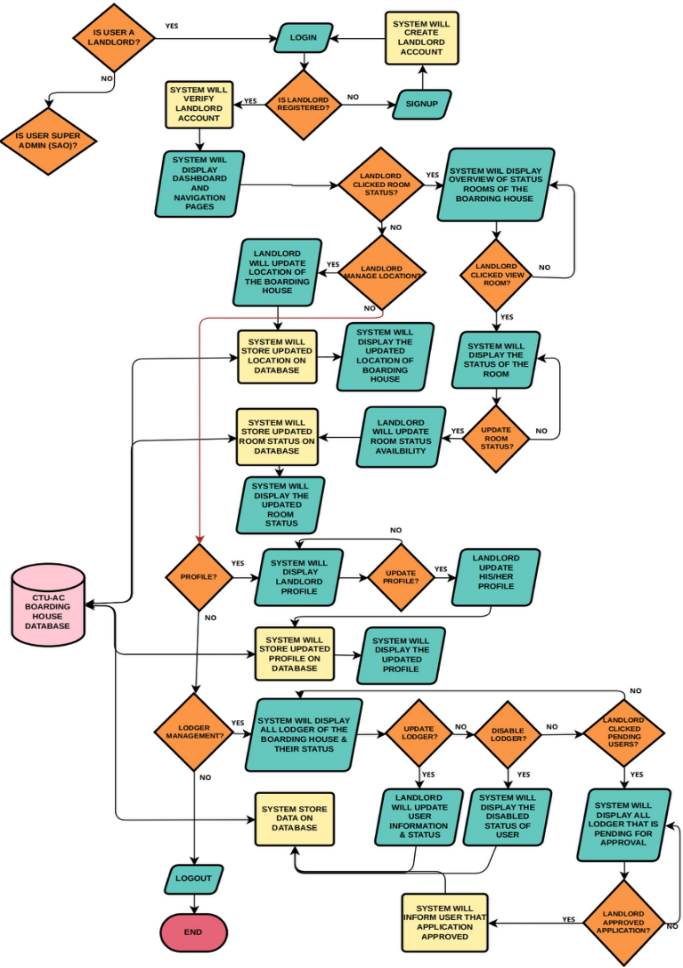 IS USER A
LANDLORD?
YES
LOGIN
SYSTEM WILL
CREATE
LANDLORD
ACCOUNT
NO
SYSTEM WILL
VERIFY
LANDLORD
ACCOUNT
YES
IS LANDLORD
REGISTERED?
NO
SIGNUP
IS USER SUPER
ADMIN (SAO)?
SYSTEM WIIL
DISPLAY
DASHBOARD
AND
NAVIGATION
PAGES
LANDLORD
CLICKED ROOM
STATUS?
YES
SYSTEM WIIL DISPLAY
OVERVIEW OF STATUS
ROOMS OF THE
BOARDING HOUSE
NO
LANDLORD
WILL UPDATE
LOCATION OF
THE BOARDING
HOUSE
YES
LANDLORD
MANAGE LOCATION?
NO
LANDLORD
CLICKED VIEW
ROOM?
NO
YES
SYSTEM WILL
STORE UPDATED
LOCATION ON
DATABASE
SYSTEM WILL
DISPLAY THE
UPDATED
LOCATION OF
BOARDING
HOUSE
SYSTEM WILL
DISPLAY THE
STATUS OF THE
ROOM
SYSTEM WILL
STORE UPDATED
ROOM STATUS ON
DATABASE
LANDLORD
WILL UPDATE
ROOM STATUS
AVAILBILITY
YES
UPDATE
ROOM
STATUS?
NO
SYSTEM WILL
DISPLAY THE
UPDATED
ROOM
STATUS
NO
PROFILE?
YES
SYSTEM WILL
DISPLAY
LANDLORD
PROFILE
UPDATE
PROFILE?
YES
LANDLORD
UPDATE
HIS/HER
PROFILE
CTU-AC
BOARDING
HOUSE
DATABASE
NO
SYSTEM WILL
STORE UPDATED
PROFILE ON
DATABASE
SYSTEM WILL
DISPLAY THE
UPDATED
PROFILE
NO
LODGER
MANAGEMENT?
YES
SYSTEM WIIL DISPLAY
ALL LODGER OF THE
BOARDING HOUSE &
THEIR STATUS
UPDATE
LODGER?
NO
DISABLE
LODGER?
NO
LANDLORD
CLICKED
PENDING
USERS?
NO
YES
YES
YES
SYSTEM STORE
DATA ON
DATABASE
LANDLORD
WILL UPDATE
USER
INFORMATION
& STATUS
SYSTEM WILL
DISPLAY THE
DISABLED
STATUS OF
USER
SYSTEM WILL
DISPLAY ALL
LODGER THAT IS
PENDING FOR
APPROVAL
LOGOUT
END
SYSTEM WILL
INFORM USER THAT
APPLICATION
APPROVED
YES
LANDLORD
APPROVED
APPLICATION?
NO